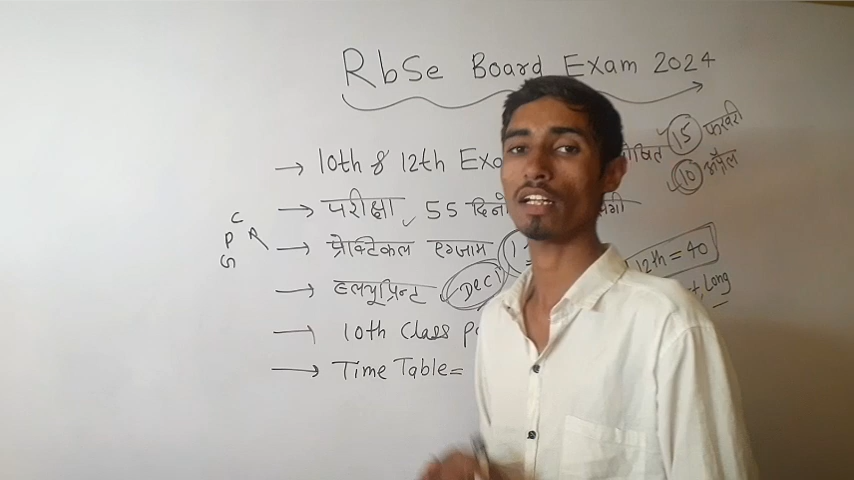 RbSe Board Exam 2024
→ 10th & 12th Exa
15 फरवरी
10 अप्रैल
→ परीक्षा ✓ 55 दिनो
→ प्रेक्टिकल एग्जाम
12th = 40
C
P R
G
→ Dec
Long
→ 10th Class
→ Time Table =